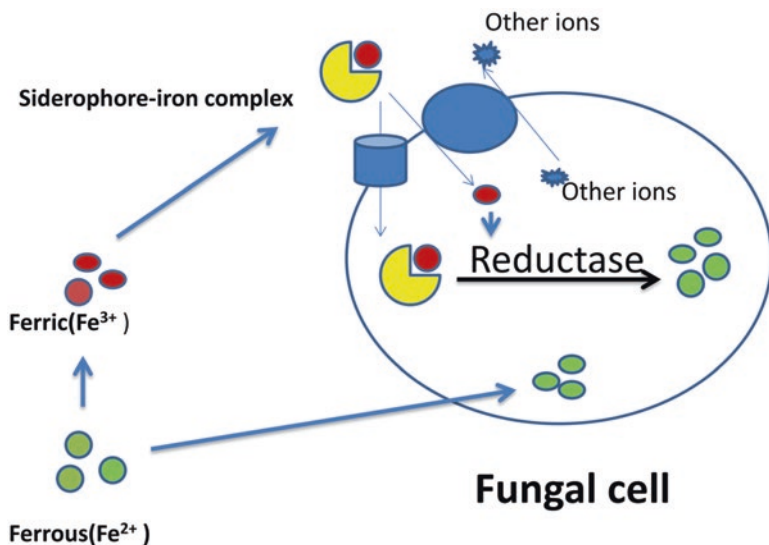 Other ions
Siderophore-iron complex
Other ions
Reductase
Ferric(Fe³⁺ )
Fungal cell
Ferrous(Fe²⁺ )